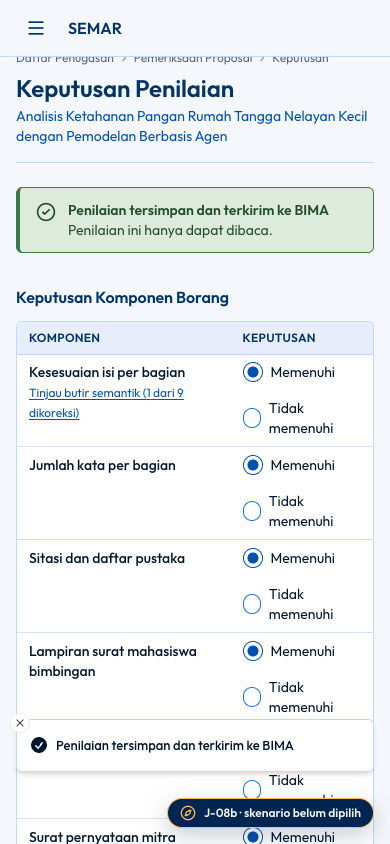 SEMAR
Daftar Penugasan > Pemeriksaan Proposal > Keputusan
Keputusan Penilaian
Analisis Ketahanan Pangan Rumah Tangga Nelayan Kecil
dengan Pemodelan Berbasis Agen
Penilaian tersimpan dan terkirim ke BIMA
Penilaian ini hanya dapat dibaca.
Keputusan Komponen Borang
KOMPONEN KEPUTUSAN
Kesesuaian isi per bagian Memenuhi
Tinjau butir semantik (1 dari 9
dikoreksi)
Tidak
memenuhi
Jumlah kata per bagian Memenuhi
Tidak
memenuhi
Sitasi dan daftar pustaka Memenuhi
Tidak
memenuhi
Lampiran surat mahasiswa
bimbingan
Memenuhi
Tidak
memenuhi
Penilaian tersimpan dan terkirim ke BIMA
Tidak
J-08b · skenario belum dipilih
Surat pernyataan mitra Memenuhi